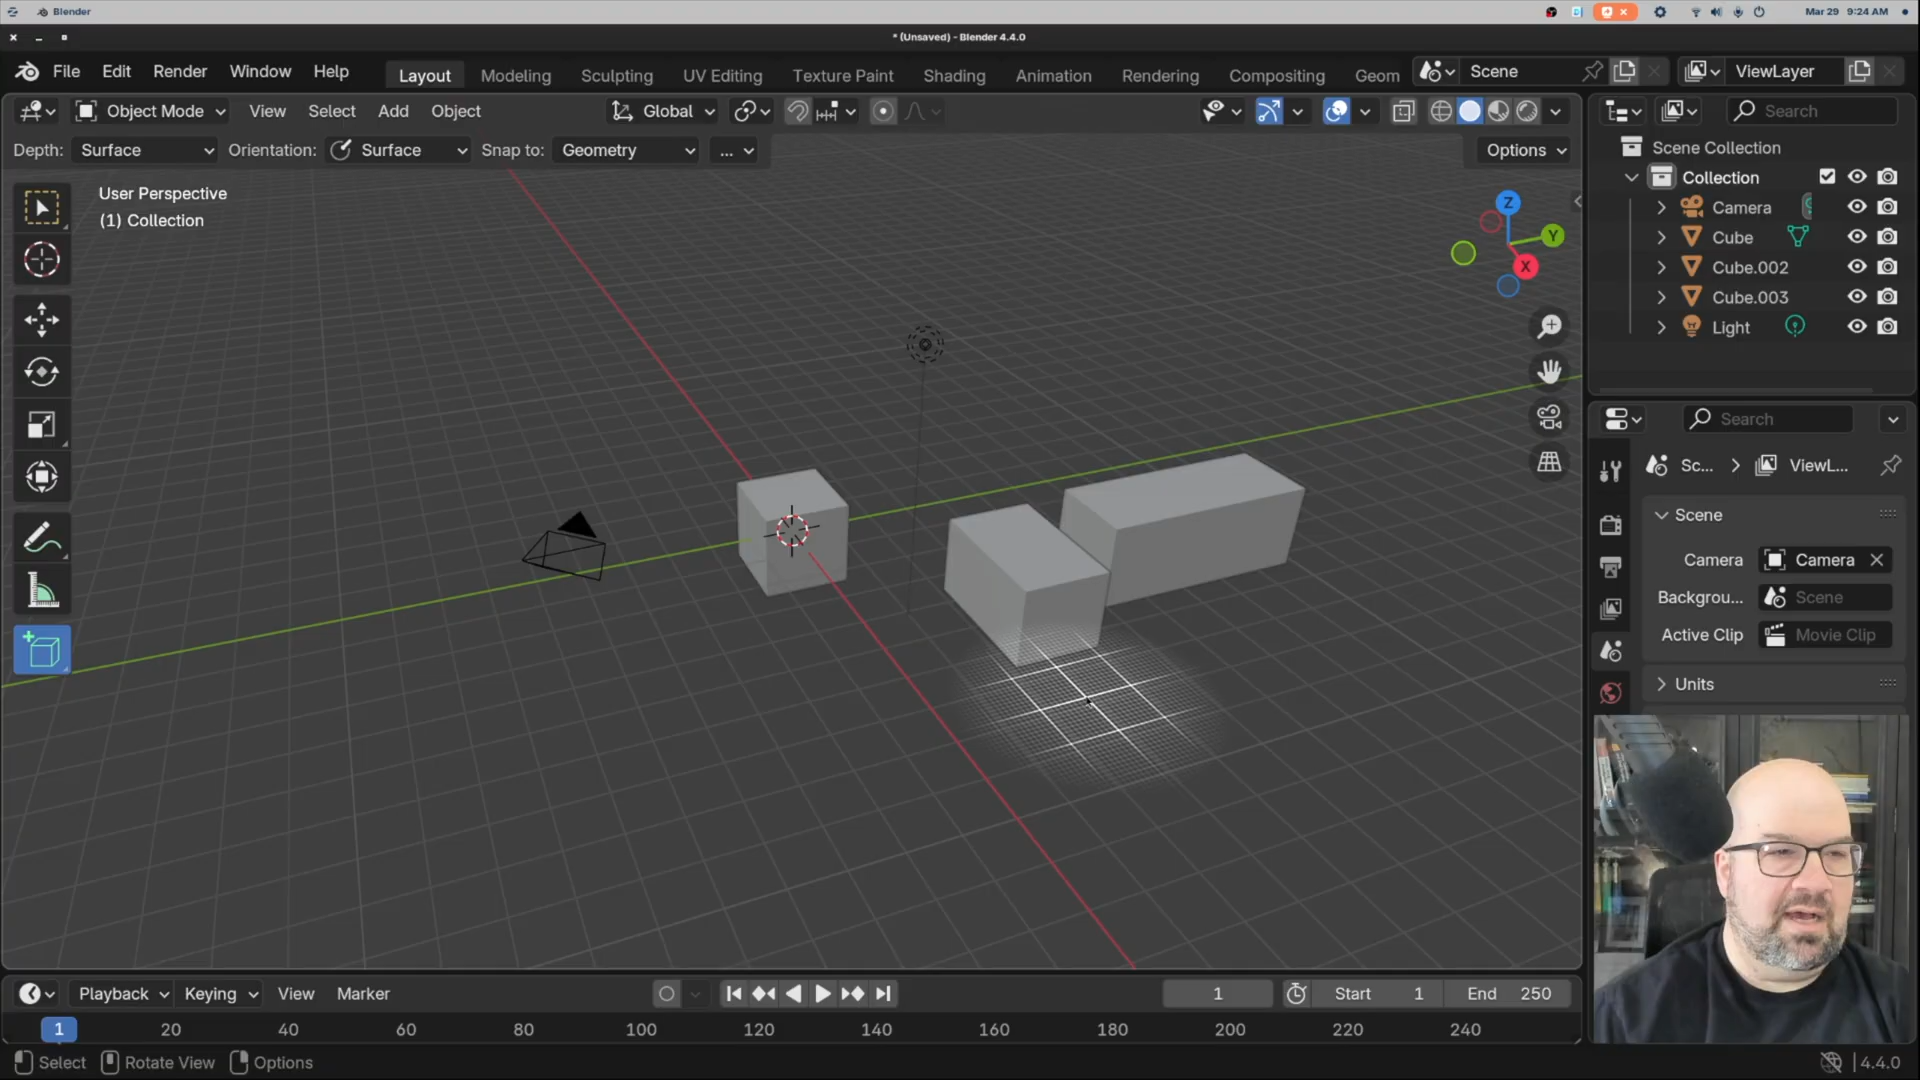 Blender
Mar 29 9:24 AM
* (Unsaved) - Blender 4.4.0
File Edit Render Window Help
Layout Modeling Sculpting UV Editing Texture Paint Shading Animation Rendering Compositing Geom
Scene
ViewLayer
Object Mode View Select Add Object
Global
Search
Depth: Surface Orientation: Surface Snap to: Geometry ...
Options
User Perspective
(1) Collection
Z
Y
X
Scene Collection
Collection
Camera
Cube
Cube.002
Cube.003
Light
Search
Sc... ViewL...
Scene
Camera Camera
Backgrou... Scene
Active Clip Movie Clip
Units
Playback Keying View Marker
1
Start 1
End 250
1 20 40 60 80 100 120 140 160 180 200 220 240
Select Rotate View Options
4.4.0